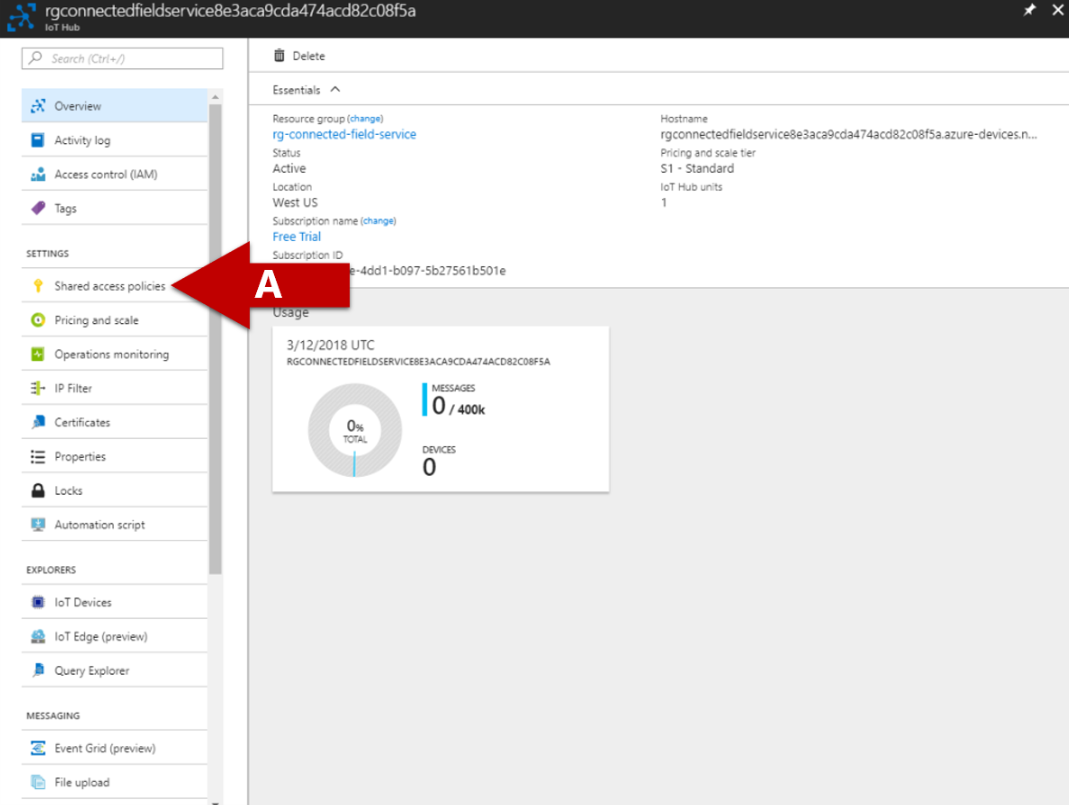 rgconnectedfieldservice8e3aca9cda474acd82c08f5a
IoT Hub
Search (Ctrl+/)
Overview
Activity log
Access control (IAM)
Tags
SETTINGS
Shared access policies
Pricing and scale
Operations monitoring
IP Filter
Certificates
Properties
Locks
Automation script
EXPLORERS
IoT Devices
IoT Edge (preview)
Query Explorer
MESSAGING
Event Grid (preview)
File upload
A
Delete
Essentials
Resource group (change)
rg-connected-field-service
Status
Active
Location
West US
Subscription name (change)
Free Trial
Subscription ID
e-4dd1-b097-5b27561b501e
Hostname
rgconnectedfieldservice8e3aca9cda474acd82c08f5a.azure-devices.n...
Pricing and scale tier
S1 - Standard
IoT Hub units
1
Usage
3/12/2018 UTC
RGCONNECTEDFIELDSERVICE8E3ACA9CDA474ACD82C08F5A
0%
TOTAL
MESSAGES
0 / 400k
DEVICES
0